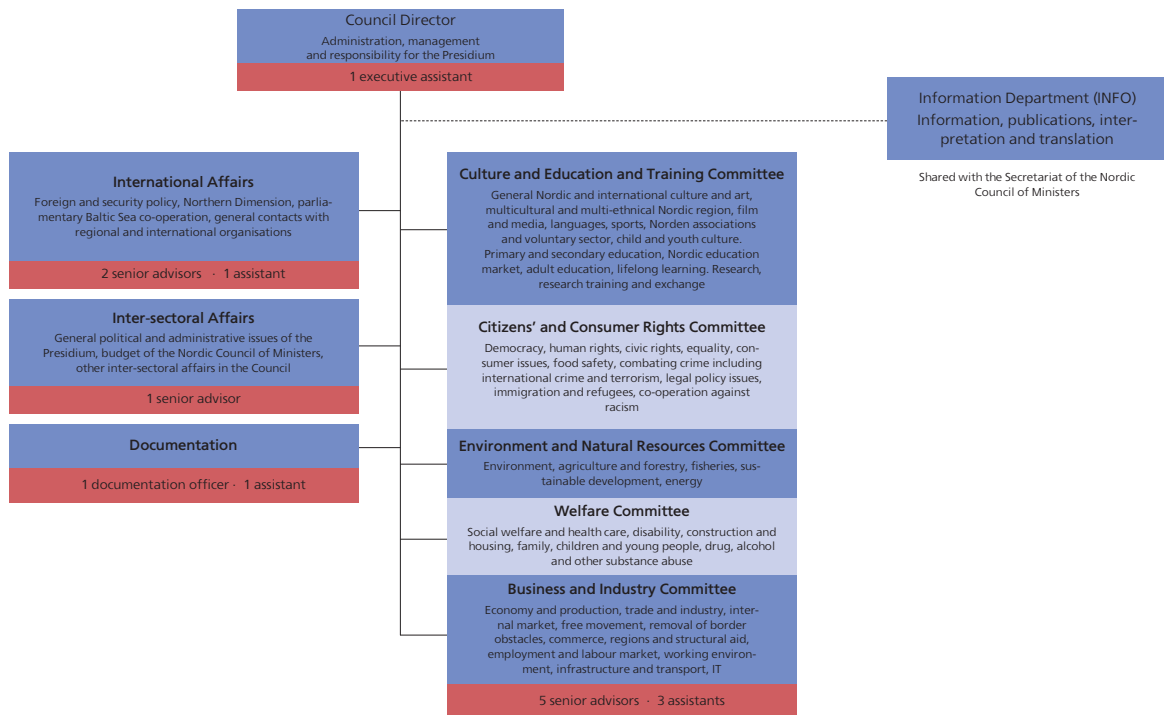 Council Director
Administration, management
and responsibility for the Presidium
1 executive assistant
Information Department (INFO)
Information, publications, inter-
pretation and translation
Shared with the Secretariat of the Nordic
Council of Ministers
International Affairs
Foreign and security policy, Northern Dimension, parlia-
mentary Baltic Sea co-operation, general contacts with
regional and international organisations
2 senior advisors · 1 assistant
Inter-sectoral Affairs
General political and administrative issues of the
Presidium, budget of the Nordic Council of Ministers,
other inter-sectoral affairs in the Council
1 senior advisor
Documentation
1 documentation officer · 1 assistant
Culture and Education and Training Committee
General Nordic and international culture and art,
multicultural and multi-ethnical Nordic region, film
and media, languages, sports, Norden associations
and voluntary sector, child and youth culture.
Primary and secondary education, Nordic education
market, adult education, lifelong learning. Research,
research training and exchange
Citizens’ and Consumer Rights Committee
Democracy, human rights, civic rights, equality, con-
sumer issues, food safety, combating crime including
international crime and terrorism, legal policy issues,
immigration and refugees, co-operation against
racism
Environment and Natural Resources Committee
Environment, agriculture and forestry, fisheries, sus-
tainable development, energy
Welfare Committee
Social welfare and health care, disability, construction and
housing, family, children and young people, drug, alcohol
and other substance abuse
Business and Industry Committee
Economy and production, trade and industry, inter-
nal market, free movement, removal of border
obstacles, commerce, regions and structural aid,
employment and labour market, working environ-
ment, infrastructure and transport, IT
5 senior advisors · 3 assistants